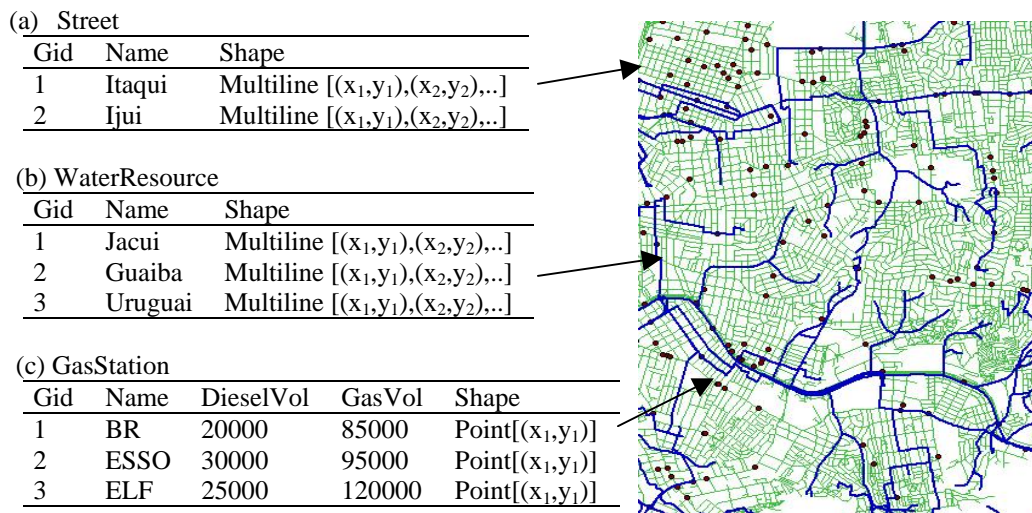 (a) Street
Gid Name Shape
1 Itaqui Multiline [(x₁,y₁),(x₂,y₂),..]
2 Ijui Multiline [(x₁,y₁),(x₂,y₂),..]
(b) WaterResource
Gid Name Shape
1 Jacui Multiline [(x₁,y₁),(x₂,y₂),..]
2 Guaiba Multiline [(x₁,y₁),(x₂,y₂),..]
3 Uruguai Multiline [(x₁,y₁),(x₂,y₂),..]
(c) GasStation
Gid Name DieselVol GasVol Shape
1 BR 20000 85000 Point[(x₁,y₁)]
2 ESSO 30000 95000 Point[(x₁,y₁)]
3 ELF 25000 120000 Point[(x₁,y₁)]